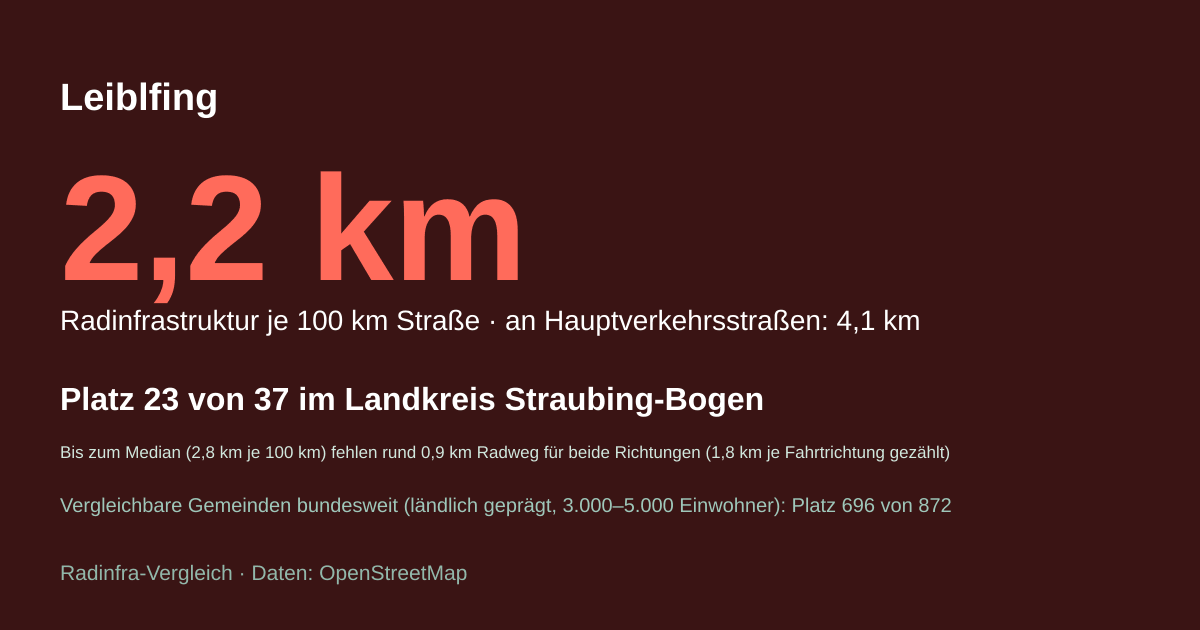 Leiblfing
2,2 km
Radinfrastruktur je 100 km Straße · an Hauptverkehrsstraßen: 4,1 km
Platz 23 von 37 im Landkreis Straubing-Bogen
Bis zum Median (2,8 km je 100 km) fehlen rund 0,9 km Radweg für beide Richtungen (1,8 km je Fahrtrichtung gezählt)
Vergleichbare Gemeinden bundesweit (ländlich geprägt, 3.000–5.000 Einwohner): Platz 696 von 872
Radinfra-Vergleich · Daten: OpenStreetMap